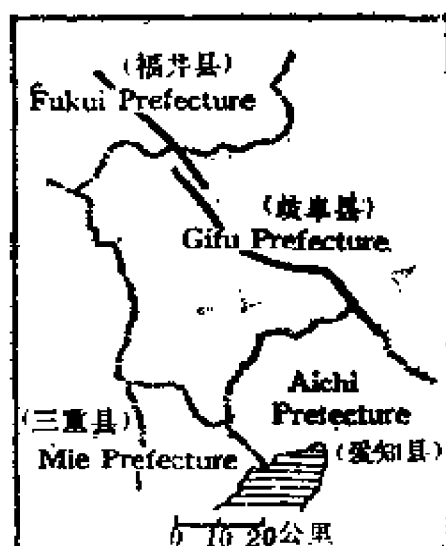 (福井县)
Fukui Prefecture
(岐阜县)
Gifu Prefecture
Aichi
Pretecture
(爱知县)
(三重县)
Mie Prefecture
0 10 20公里